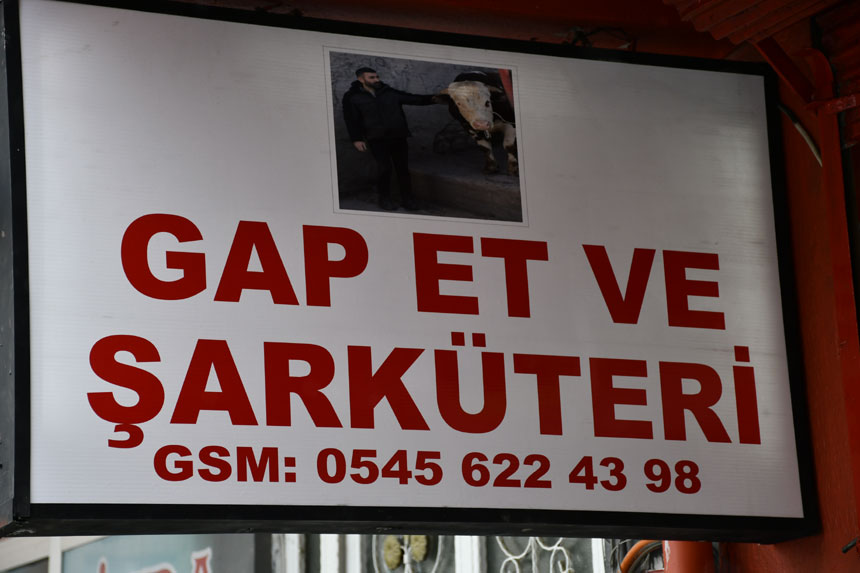 GAP ET VE
ŞARKÜTERİ
GSM: 0545 622 43 98